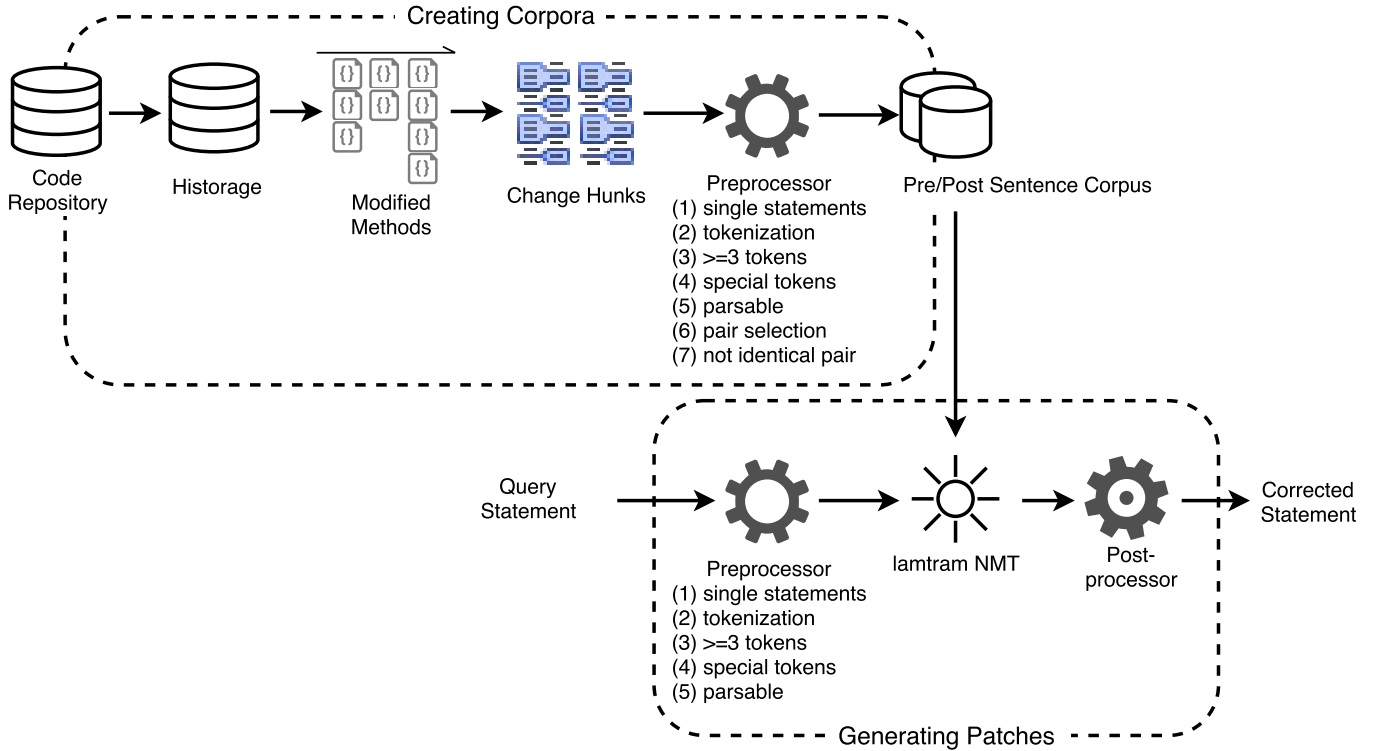 Creating Corpora
Code
Repository
Historage
{} {} {}
{} {} {}
{} {}
{}
Modified
Methods
Change Hunks
Preprocessor
(1) single statements
(2) tokenization
(3) >=3 tokens
(4) special tokens
(5) parsable
(6) pair selection
(7) not identical pair
Pre/Post Sentence Corpus
Query
Statement
Preprocessor
(1) single statements
(2) tokenization
(3) >=3 tokens
(4) special tokens
(5) parsable
lamtram NMT
Post-
processor
Corrected
Statement
Generating Patches